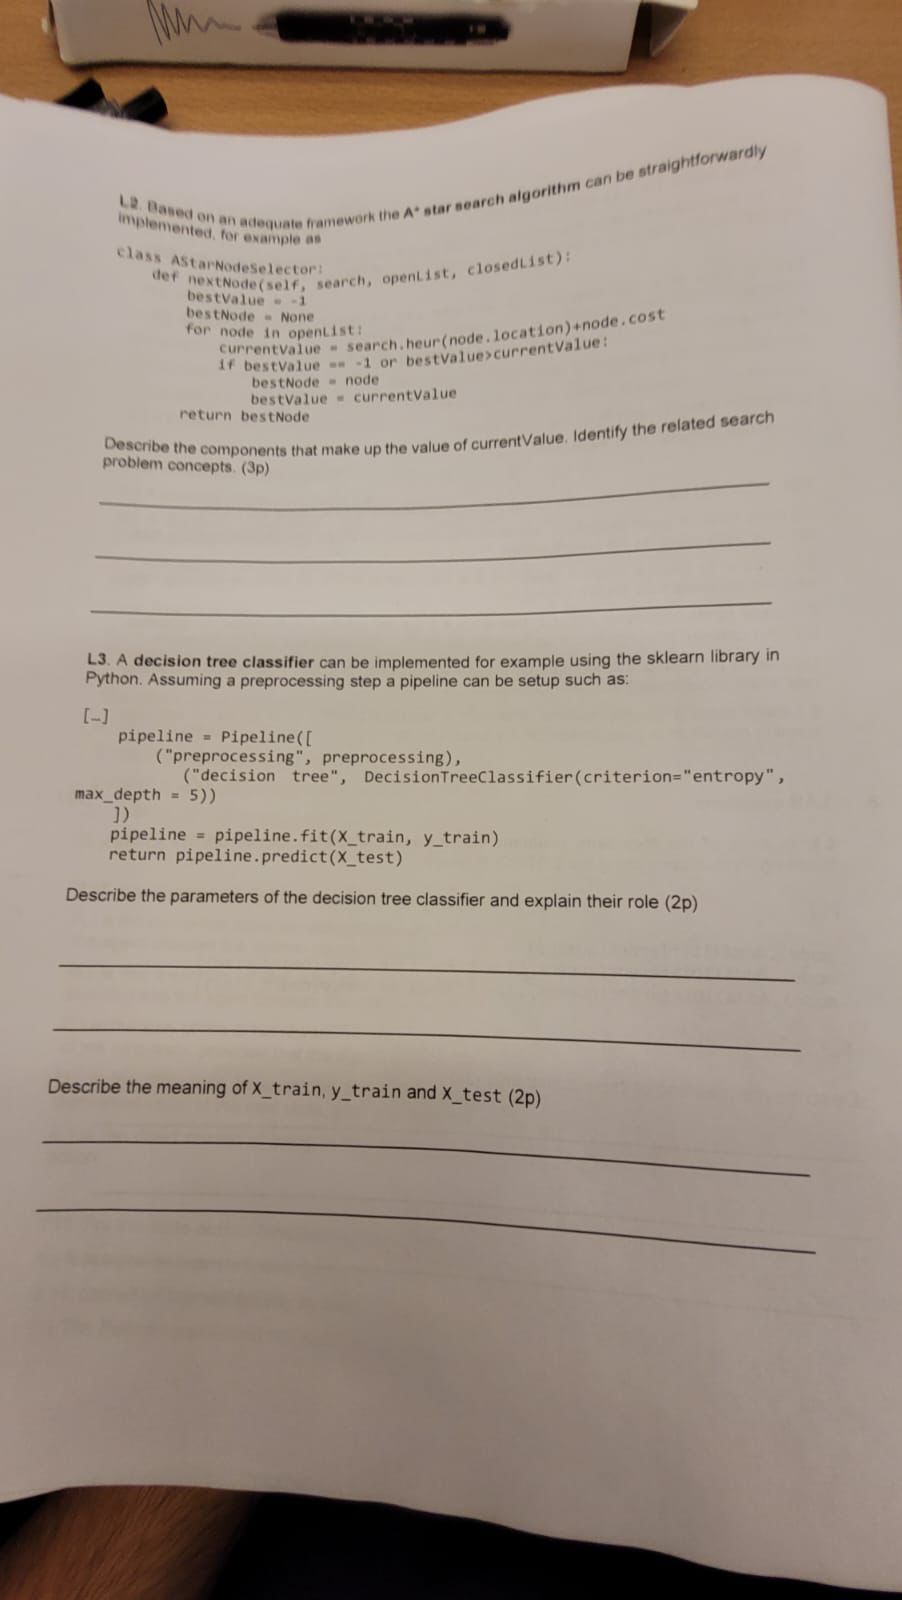 L2. Based on an adequate framework the A* star search algorithm can be straightforwardly
implemented, for example as
class AStarNodeSelector:
def nextNode(self, search, openList, closedList):
bestValue = -1
bestNode = None
for node in openList:
currentValue = search.heur(node.location)+node.cost
if bestValue == -1 or bestValue>currentValue:
bestNode = node
bestValue = currentValue
return bestNode
Describe the components that make up the value of currentValue. Identify the related search
problem concepts. (3p)
L3. A decision tree classifier can be implemented for example using the sklearn library in
Python. Assuming a preprocessing step a pipeline can be setup such as:
[…]
pipeline = Pipeline([
("preprocessing", preprocessing),
("decision tree", DecisionTreeClassifier(criterion="entropy",
max_depth = 5))
])
pipeline = pipeline.fit(X_train, y_train)
return pipeline.predict(X_test)
Describe the parameters of the decision tree classifier and explain their role (2p)
Describe the meaning of X_train, y_train and X_test (2p)